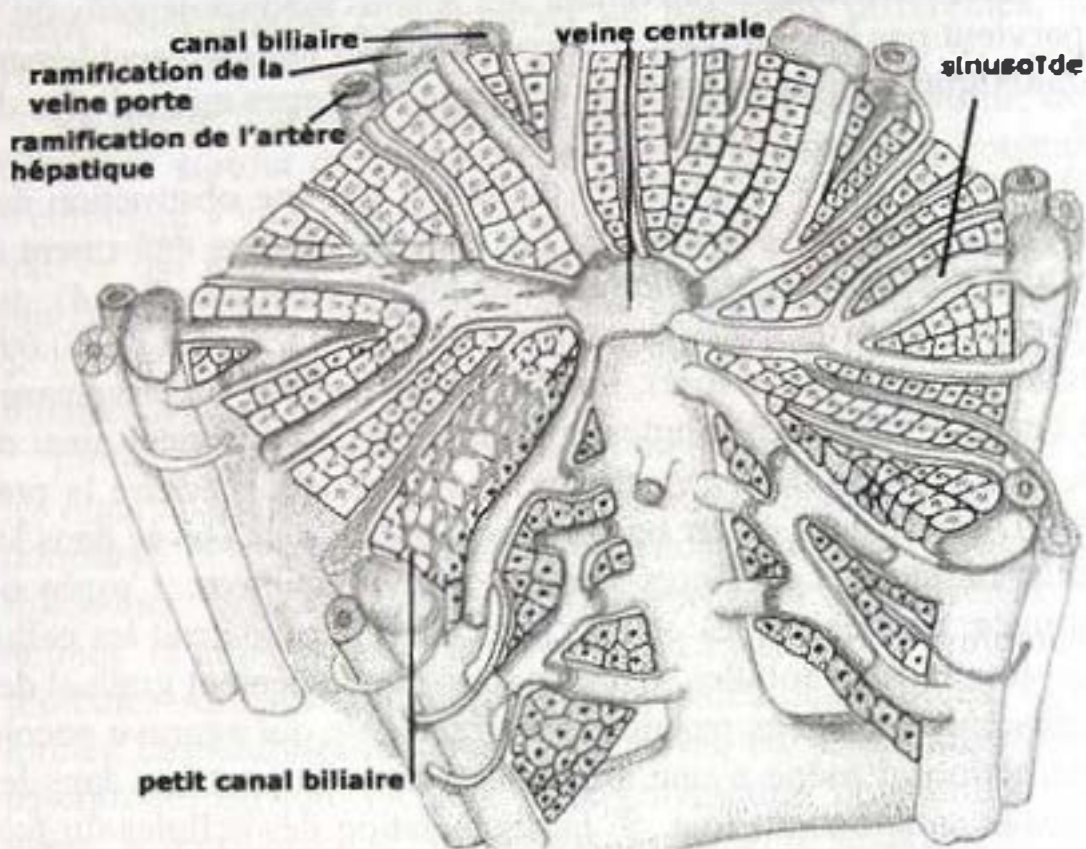 canal biliaire
ramification de la
veine porte
ramification de l'artère
hépatique
veine centrale
sinusoïde
petit canal biliaire